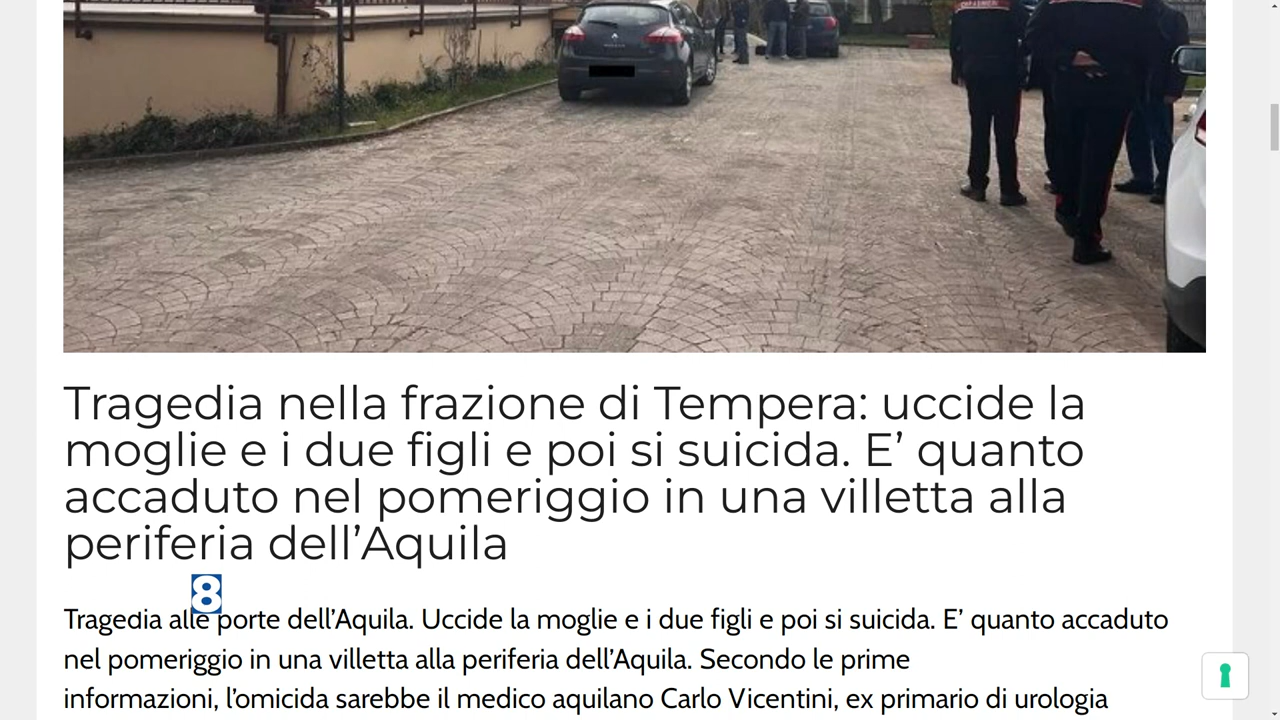 CARABINIERI
Tragedia nella frazione di Tempera: uccide la
moglie e i due figli e poi si suicida. E’ quanto
accaduto nel pomeriggio in una villetta alla
periferia dell’Aquila
8
Tragedia alle porte dell’Aquila. Uccide la moglie e i due figli e poi si suicida. E’ quanto accaduto
nel pomeriggio in una villetta alla periferia dell’Aquila. Secondo le prime
informazioni, l’omicida sarebbe il medico aquilano Carlo Vicentini, ex primario di urologia